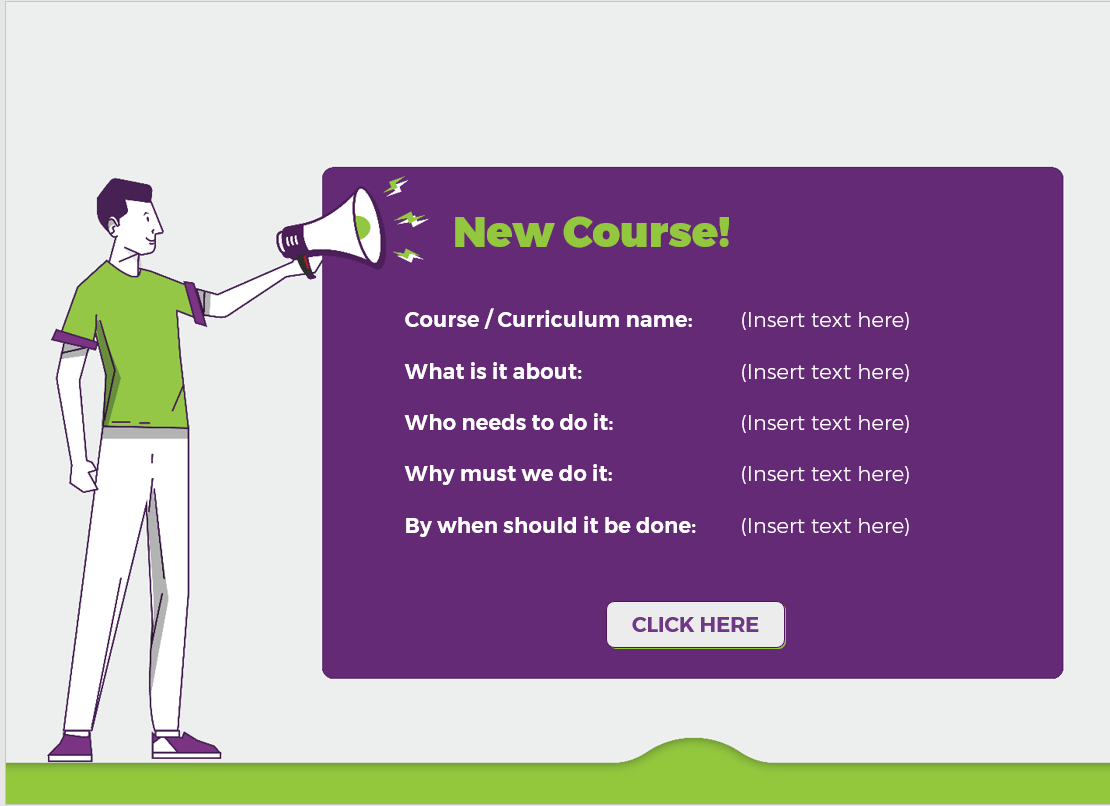 New Course!
Course / Curriculum name: (Insert text here)
What is it about: (Insert text here)
Who needs to do it: (Insert text here)
Why must we do it: (Insert text here)
By when should it be done: (Insert text here)
CLICK HERE